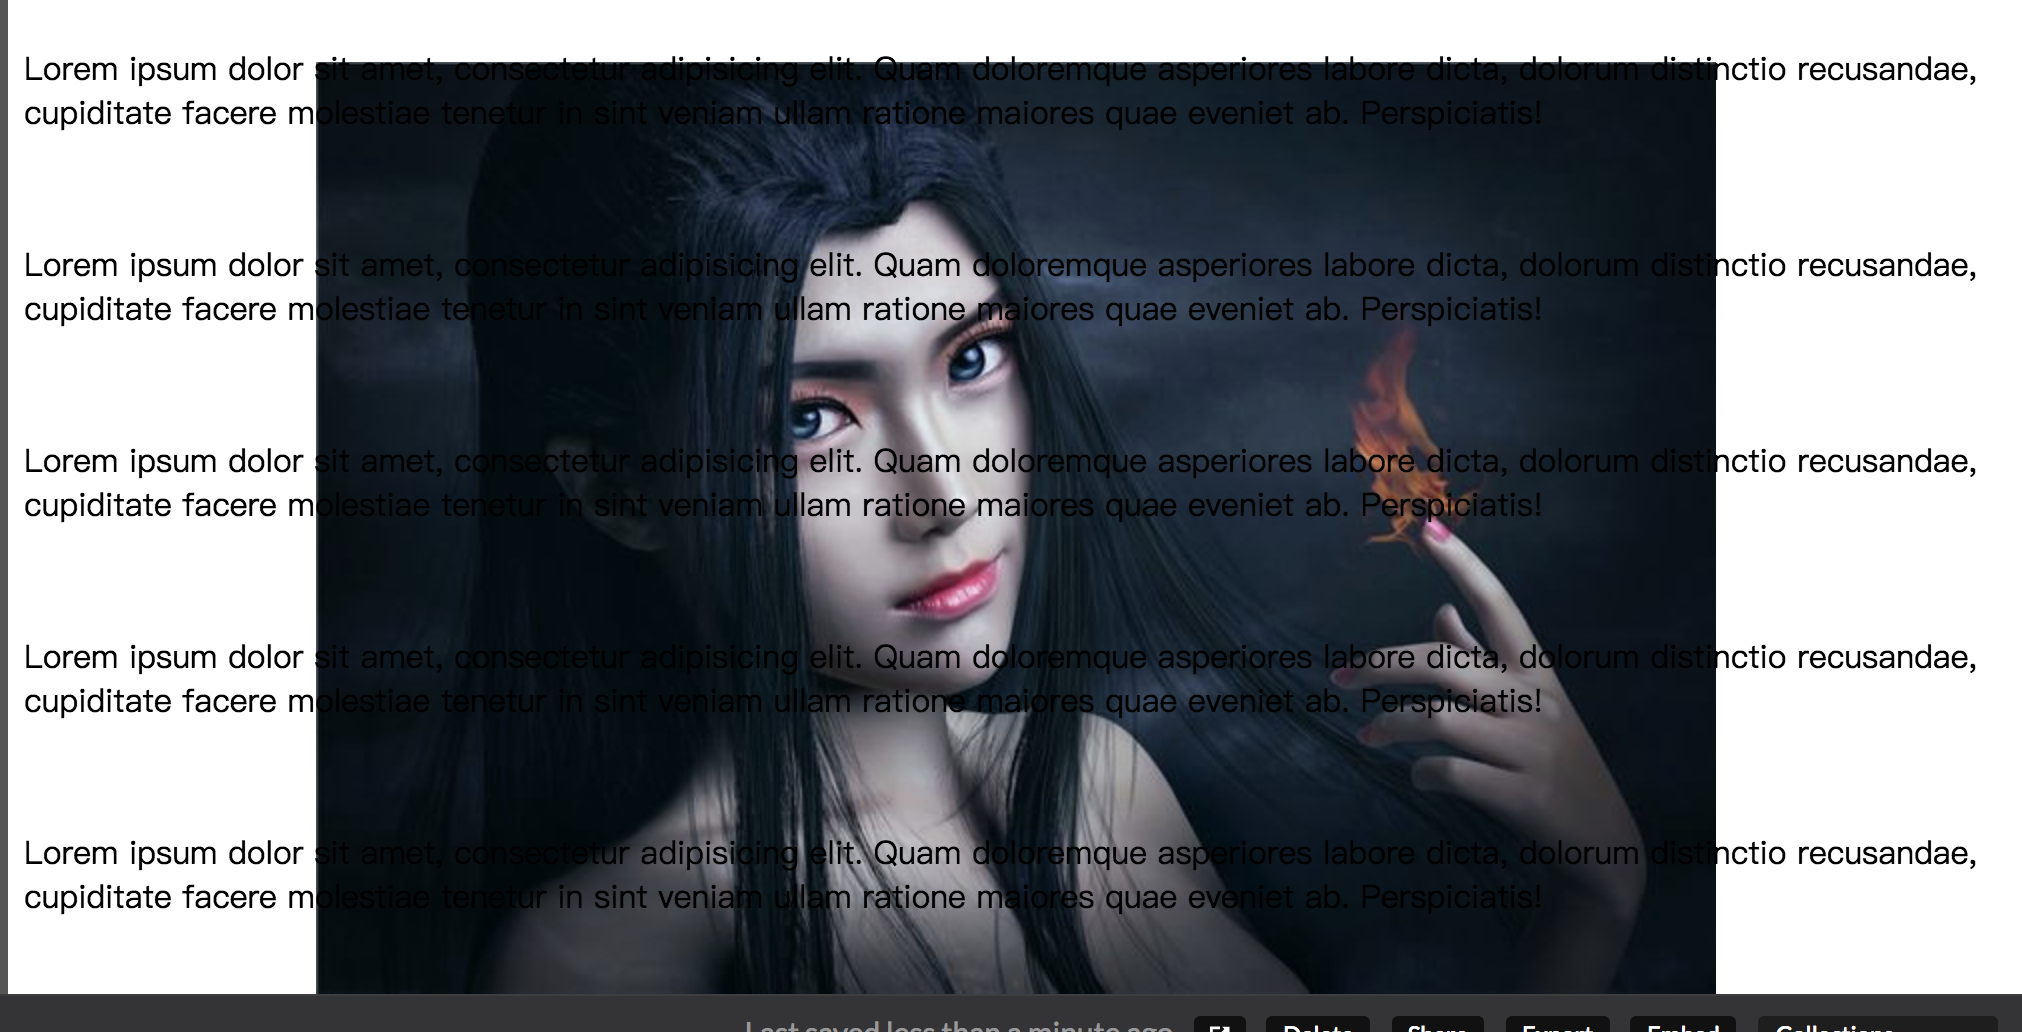 Lorem ipsum dolor sit amet, consectetur adipisicing elit. Quam doloremque asperiores labore dicta, dolorum distinctio recusandae,
cupiditate facere molestiae tenetur in sint veniam ullam ratione maiores quae eveniet ab. Perspiciatis!
Lorem ipsum dolor sit amet, consectetur adipisicing elit. Quam doloremque asperiores labore dicta, dolorum distinctio recusandae,
cupiditate facere molestiae tenetur in sint veniam ullam ratione maiores quae eveniet ab. Perspiciatis!
Lorem ipsum dolor sit amet, consectetur adipisicing elit. Quam doloremque asperiores labore dicta, dolorum distinctio recusandae,
cupiditate facere molestiae tenetur in sint veniam ullam ratione maiores quae eveniet ab. Perspiciatis!
Lorem ipsum dolor sit amet, consectetur adipisicing elit. Quam doloremque asperiores labore dicta, dolorum distinctio recusandae,
cupiditate facere molestiae tenetur in sint veniam ullam ratione maiores quae eveniet ab. Perspiciatis!
Lorem ipsum dolor sit amet, consectetur adipisicing elit. Quam doloremque asperiores labore dicta, dolorum distinctio recusandae,
cupiditate facere molestiae tenetur in sint veniam ullam ratione maiores quae eveniet ab. Perspiciatis!
Last saved less than a minute ago Delete Share Export Embed Collections